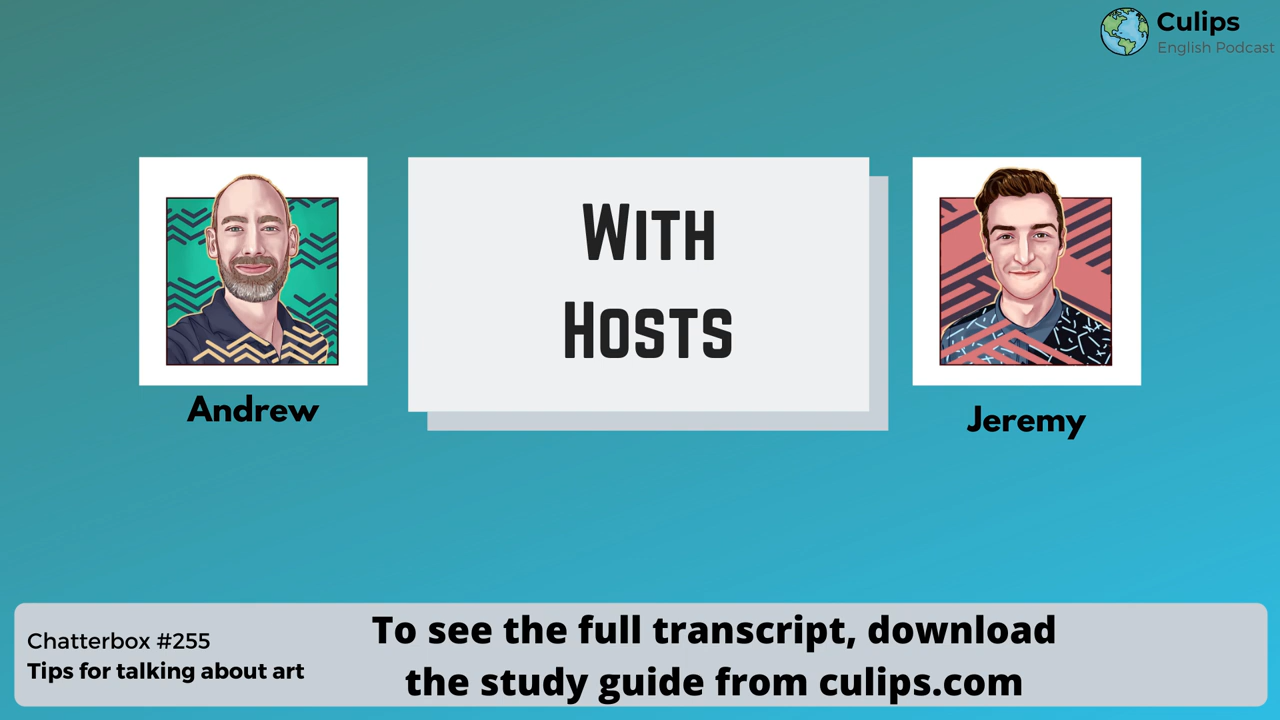 Culips
English Podcast
With
Hosts
Andrew
Jeremy
Chatterbox #255
Tips for talking about art
To see the full transcript, download
the study guide from culips.com